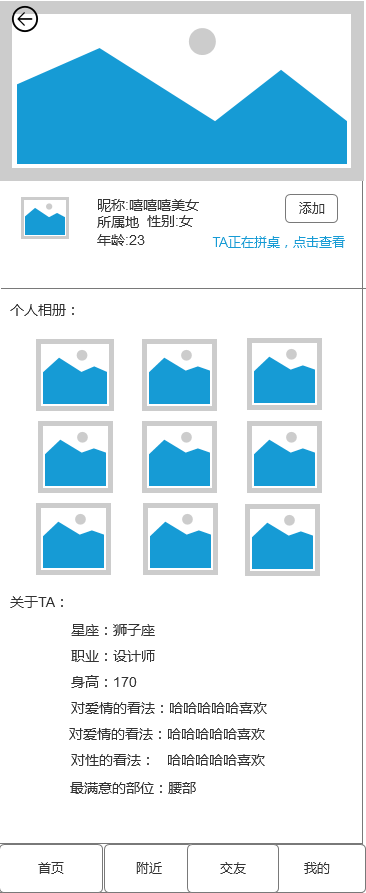 昵称:嘻嘻嘻美女
添加
所属地 性别:女
年龄:23
TA正在拼桌，点击查看
个人相册：
关于TA：
星座：狮子座
职业：设计师
身高：170
对爱情的看法：哈哈哈哈哈喜欢
对爱情的看法：哈哈哈哈哈喜欢
对性的看法： 哈哈哈哈哈喜欢
最满意的部位：腰部
首页 附近 交友 我的